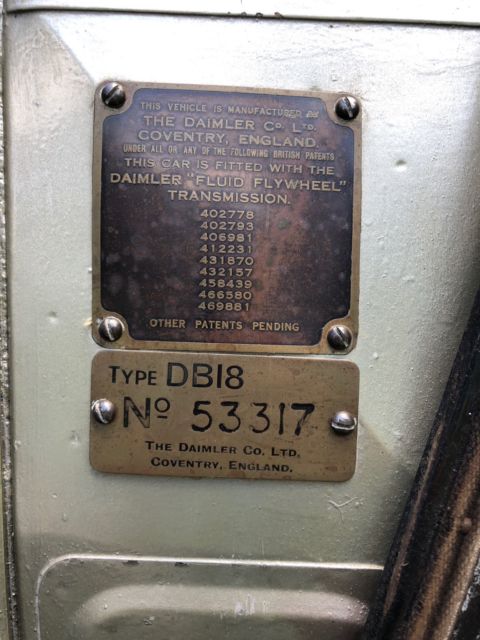 THIS VEHICLE IS MANUFACTURED BY
THE DAIMLER CO. LTD.
COVENTRY, ENGLAND.
UNDER ALL OR ANY OF THE FOLLOWING BRITISH PATENTS
THIS CAR IS FITTED WITH THE
DAIMLER "FLUID FLYWHEEL"
TRANSMISSION.
402778
402793
406981
412231
431870
432157
458439
466580
469881
OTHER PATENTS PENDING
TYPE DB18
No 53317
THE DAIMLER CO. LTD.
COVENTRY, ENGLAND.